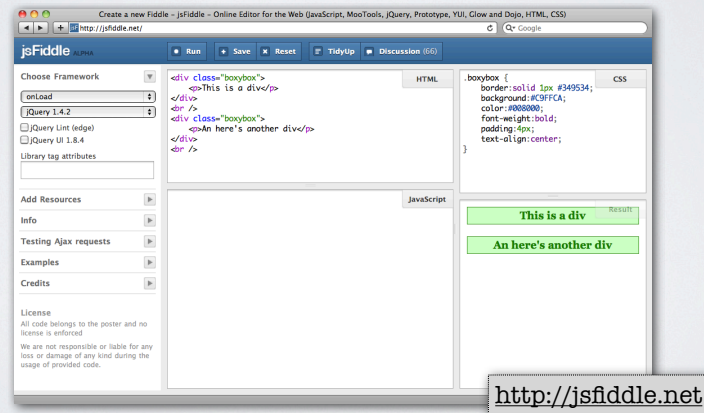 Create a new Fiddle - jsFiddle - Online Editor for the Web (JavaScript, MooTools, jQuery, Prototype, YUI, Glow and Dojo, HTML, CSS)
http://jsfiddle.net/
Google
jsFiddle ALPHA
Run
Save
Reset
TidyUp
Discussion (66)
Choose Framework
onLoad
jQuery 1.4.2
jQuery Lint (edge)
jQuery UI 1.8.4
Library tag attributes
Add Resources
Info
Testing Ajax requests
Examples
Credits
License
All code belongs to the poster and no
license is enforced
We are not responsible or liable for any
loss or damage of any kind during the
usage of provided code.
HTML
<div class="boxybox">
<p>This is a div</p>
</div>
<br />
<div class="boxybox">
<p>An here's another div</p>
</div>
<br />
CSS
.boxybox {
border:solid 1px #349534;
background:#C9FFCA;
color:#008000;
font-weight:bold;
padding:4px;
text-align:center;
}
JavaScript
Result
This is a div
An here's another div
http://jsfiddle.net